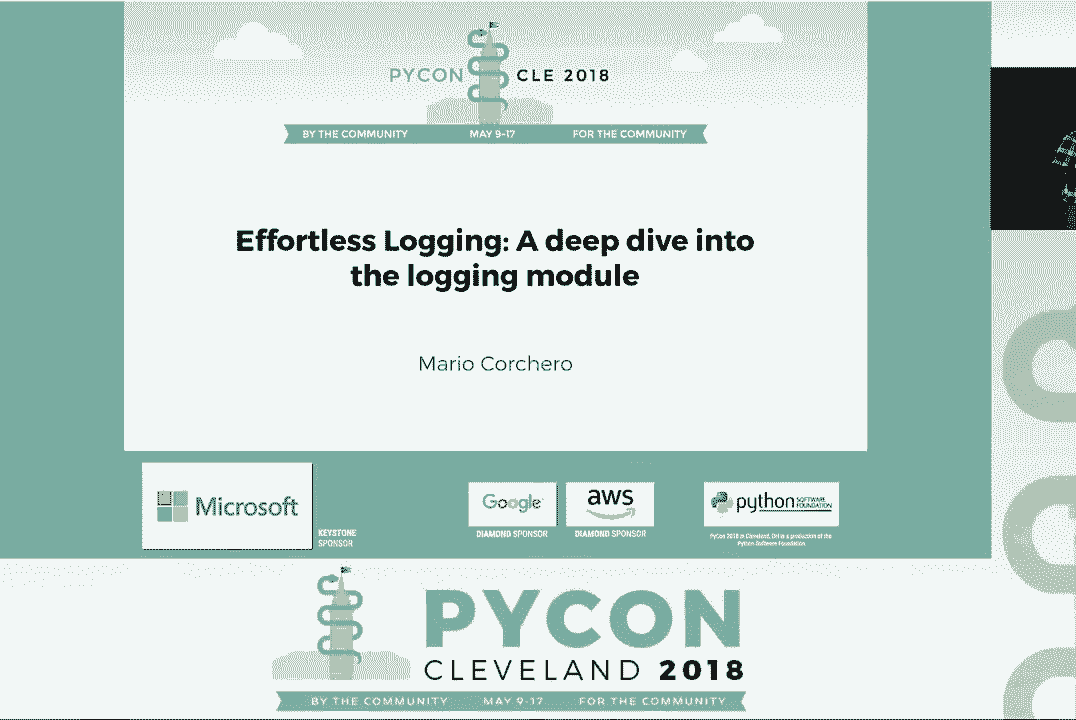 PYCON CLE 2018
BY THE COMMUNITY MAY 9-17 FOR THE COMMUNITY
Effortless Logging: A deep dive into
the logging module
Mario Corchero
Microsoft
KEYSTONE
SPONSOR
Google
DIAMOND SPONSOR
aws
DIAMOND SPONSOR
python SOFTWARE
FOUNDATION
PyCon 2018 in Cleveland, OH is a production of the
Python Software Foundation.
PYCON
CLEVELAND 2018
BY THE COMMUNITY MAY 9-17 FOR THE COMMUNITY